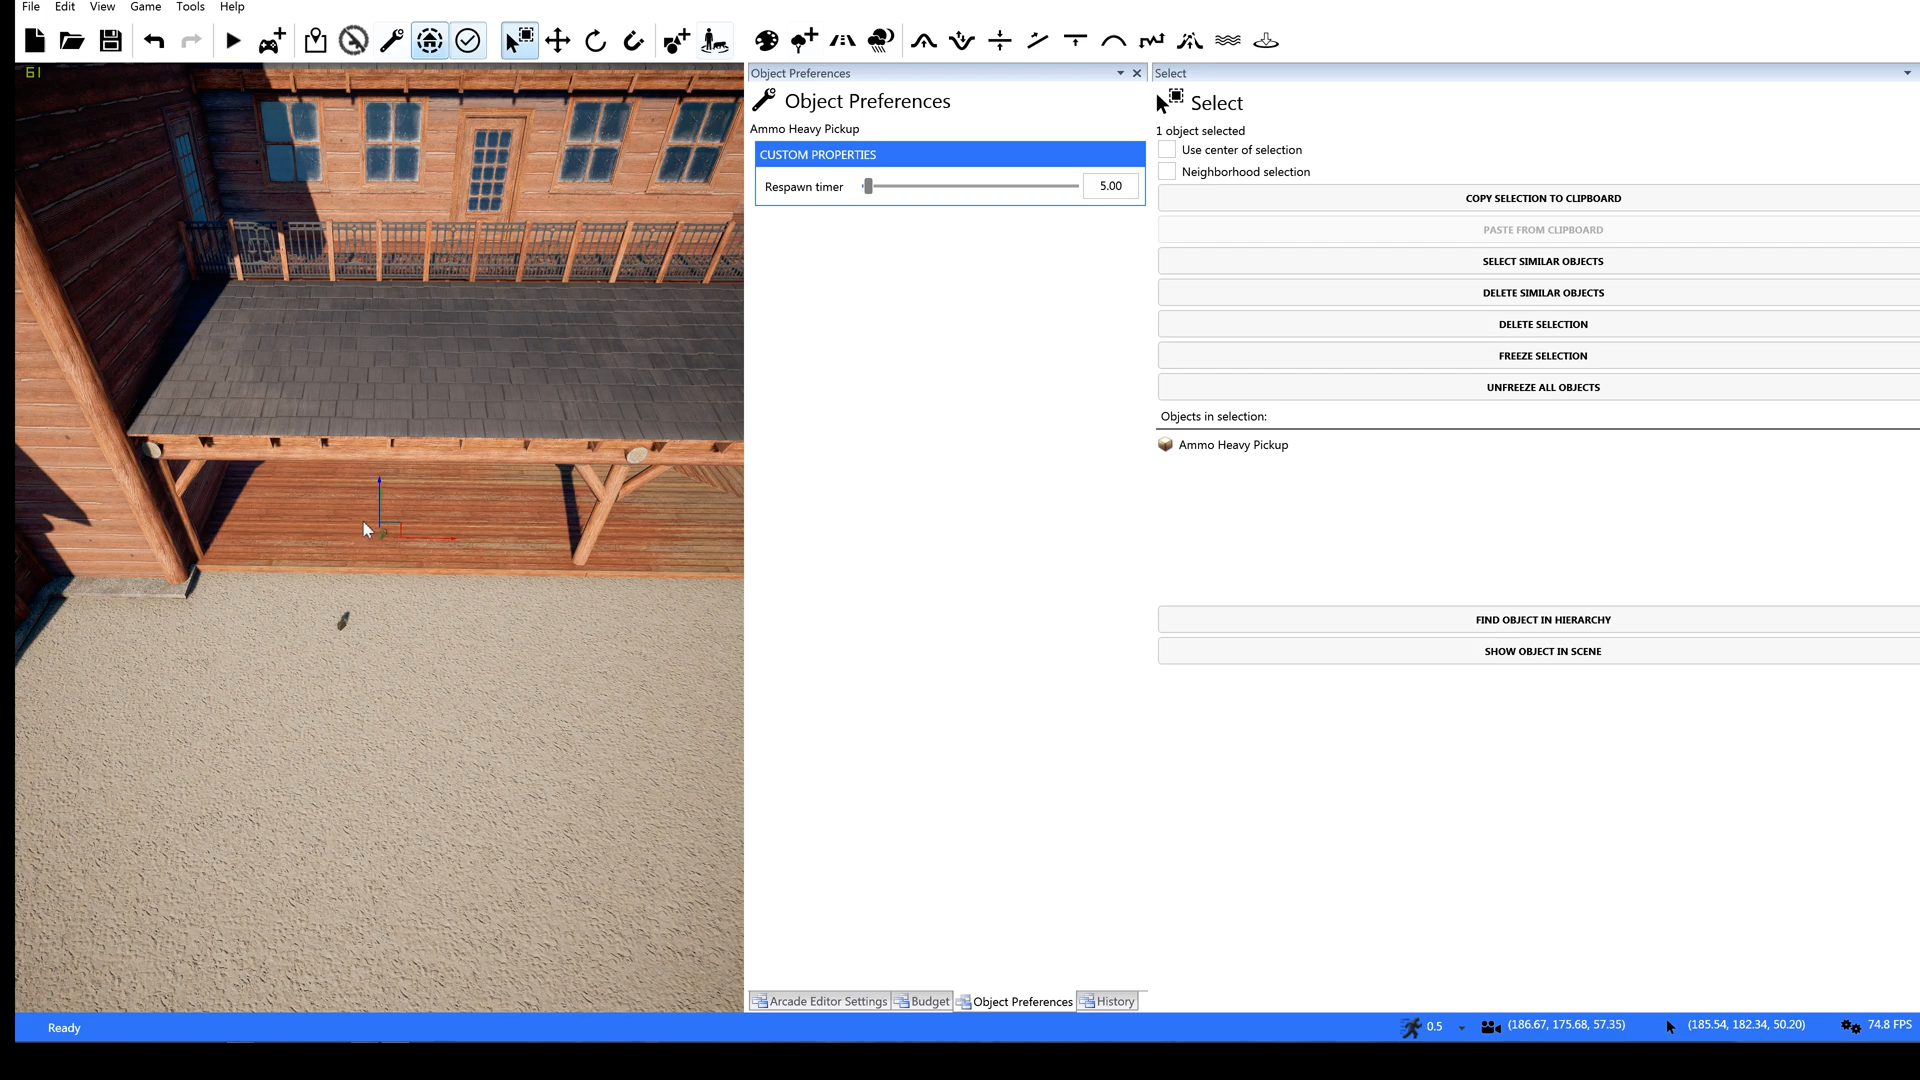 File Edit View Game Tools Help
61
Object Preferences
Object Preferences
Ammo Heavy Pickup
CUSTOM PROPERTIES
Respawn timer 5.00
Select
Select
1 object selected
Use center of selection
Neighborhood selection
COPY SELECTION TO CLIPBOARD
PASTE FROM CLIPBOARD
SELECT SIMILAR OBJECTS
DELETE SIMILAR OBJECTS
DELETE SELECTION
FREEZE SELECTION
UNFREEZE ALL OBJECTS
Objects in selection:
Ammo Heavy Pickup
FIND OBJECT IN HIERARCHY
SHOW OBJECT IN SCENE
Arcade Editor Settings Budget Object Preferences History
Ready 0.5 (186.67, 175.68, 57.35) (185.54, 182.34, 50.20) 74.8 FPS